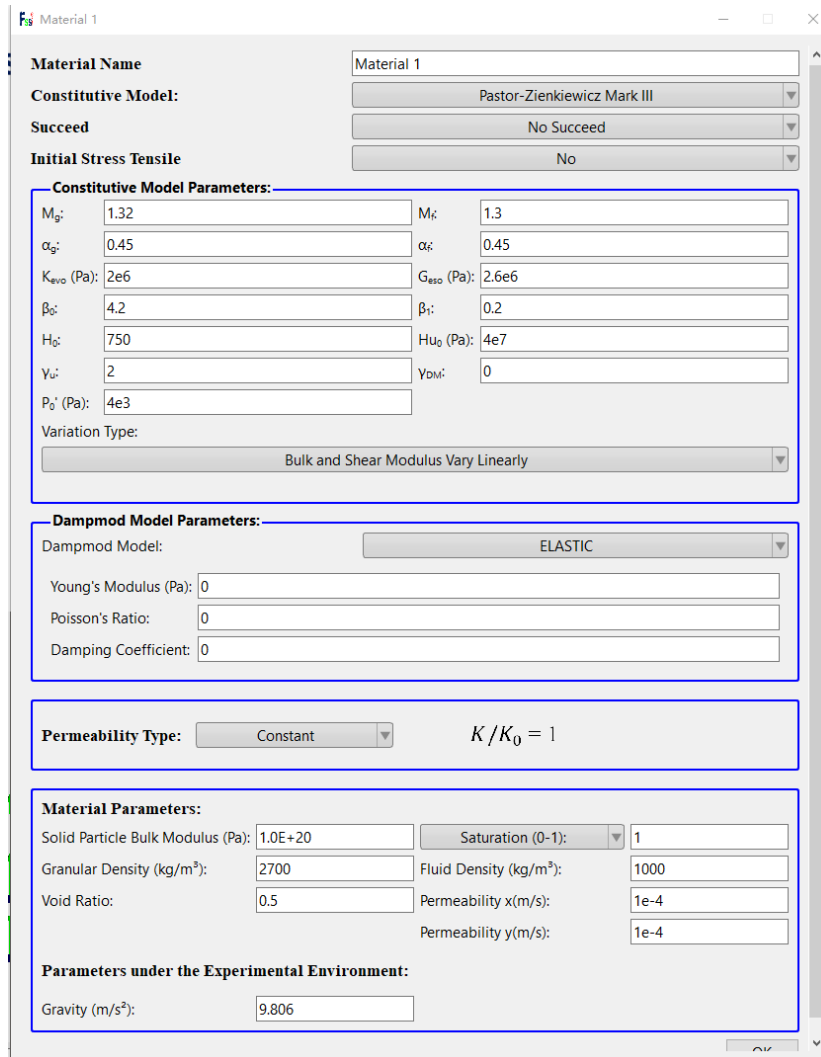 Material 1
Material Name Material 1
Constitutive Model: Pastor-Zienkiewicz Mark III
Succeed No Succeed
Initial Stress Tensile No
Constitutive Model Parameters:
Mg: 1.32 Mf: 1.3
αg: 0.45 αf: 0.45
Kevo (Pa): 2e6 Geso (Pa): 2.6e6
β₀: 4.2 β₁: 0.2
H₀: 750 Hu₀ (Pa): 4e7
γu: 2 γDM: 0
P₀' (Pa): 4e3
Variation Type:
Bulk and Shear Modulus Vary Linearly
Dampmod Model Parameters:
Dampmod Model: ELASTIC
Young's Modulus (Pa): 0
Poisson's Ratio: 0
Damping Coefficient: 0
Permeability Type: Constant K/K₀ = 1
Material Parameters:
Solid Particle Bulk Modulus (Pa): 1.0E+20 Saturation (0-1): 1
Granular Density (kg/m³): 2700 Fluid Density (kg/m³): 1000
Void Ratio: 0.5 Permeability x(m/s): 1e-4
Permeability y(m/s): 1e-4
Parameters under the Experimental Environment:
Gravity (m/s²): 9.806
OK